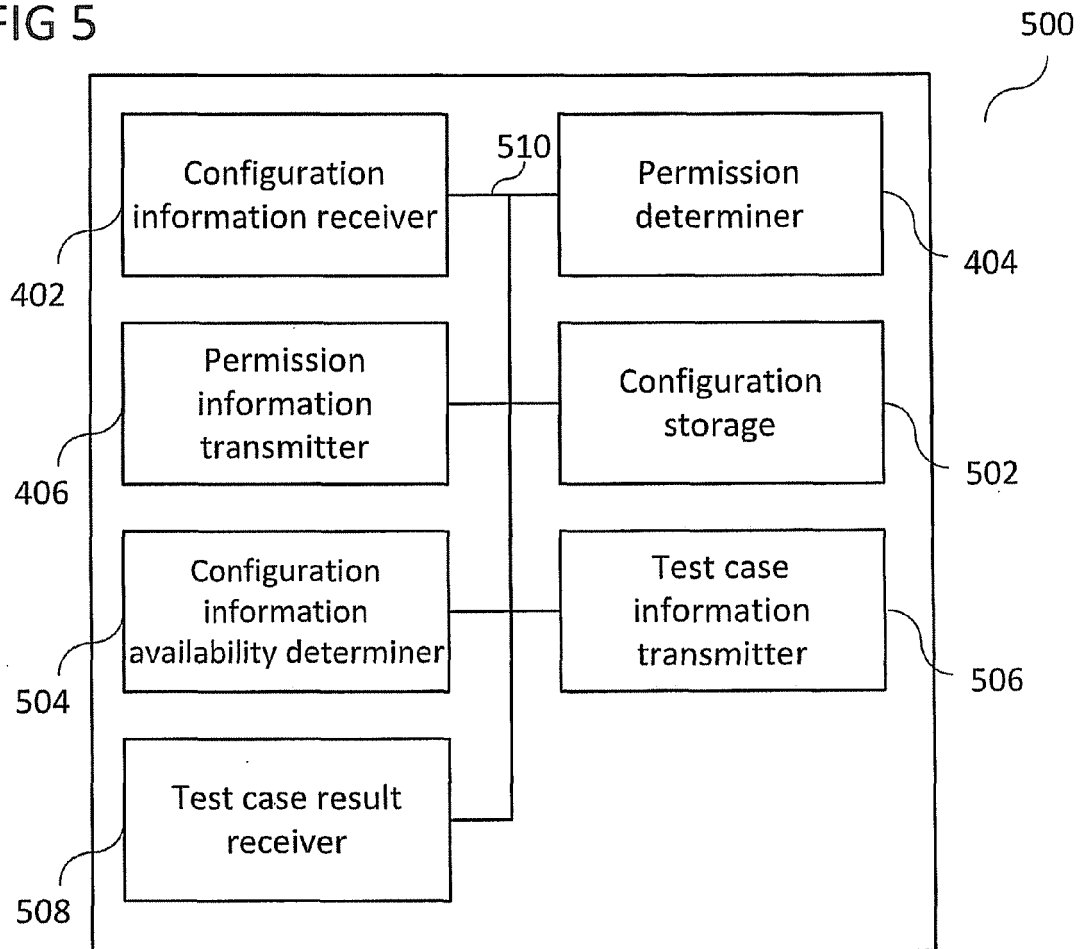 FIG 5
500
Configuration
information receiver
402
510
Permission
determiner
404
Permission
information
transmitter
406
Configuration
storage
502
Configuration
information
availability determiner
504
Test case
information
transmitter
506
Test case result
receiver
508